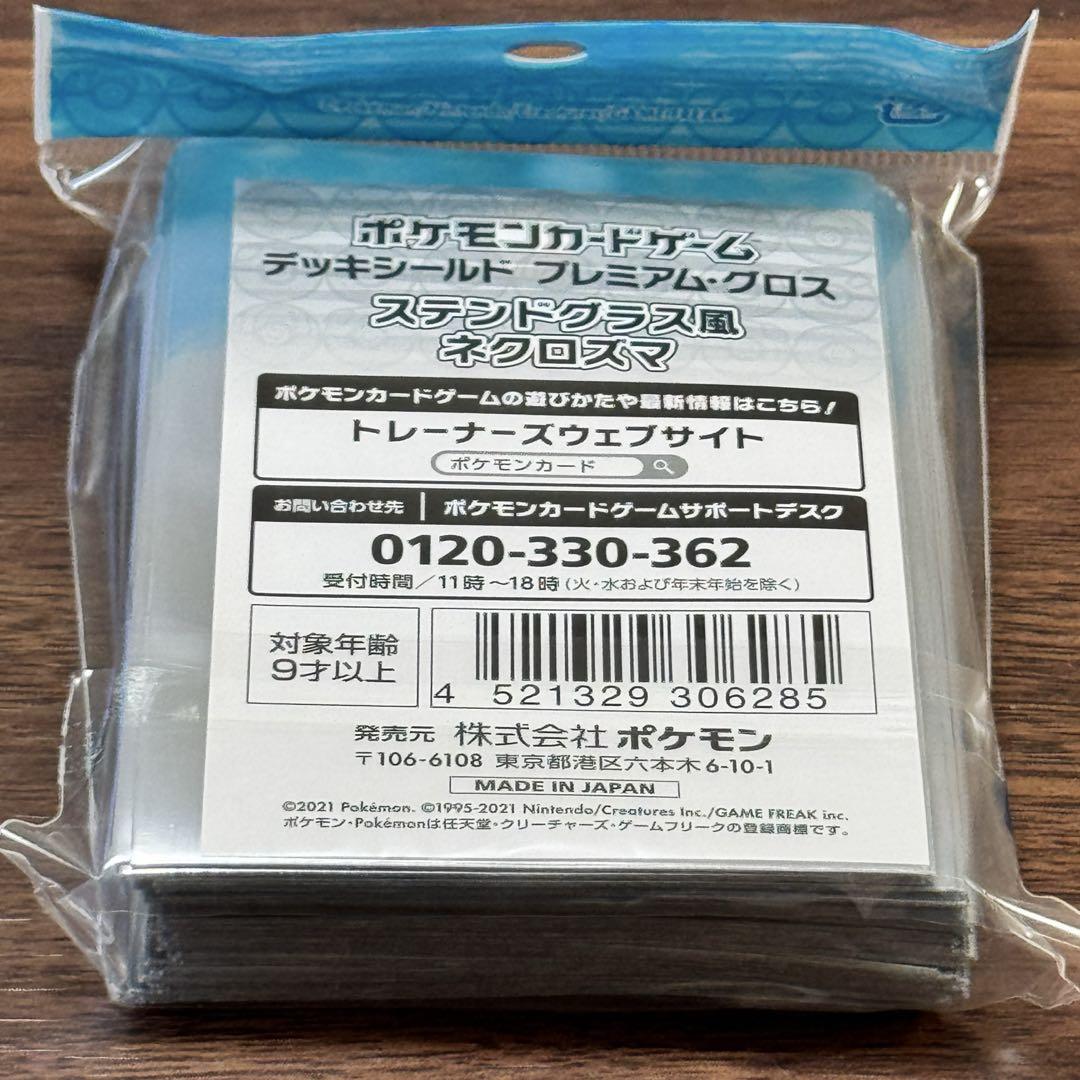 ポケモンカードゲーム
デッキシールド プレミアム・グロス
ステンドグラス風
ネクロズマ
ポケモンカードゲームの遊びかたや最新情報はこちら!
トレーナーズウェブサイト
ポケモンカード
お問い合わせ先 ポケモンカードゲームサポートデスク
0120-330-362
受付時間/11時~18時(火・水および年末年始を除く)
対象年齢
9才以上
4 521329 306285
発売元 株式会社ポケモン
〒106-6108 東京都港区六本木6-10-1
MADE IN JAPAN
©2021 Pokémon. ©1995-2021 Nintendo/Creatures Inc./GAME FREAK inc.
ポケモン・Pokémonは任天堂・クリーチャーズ・ゲームフリークの登録商標です。